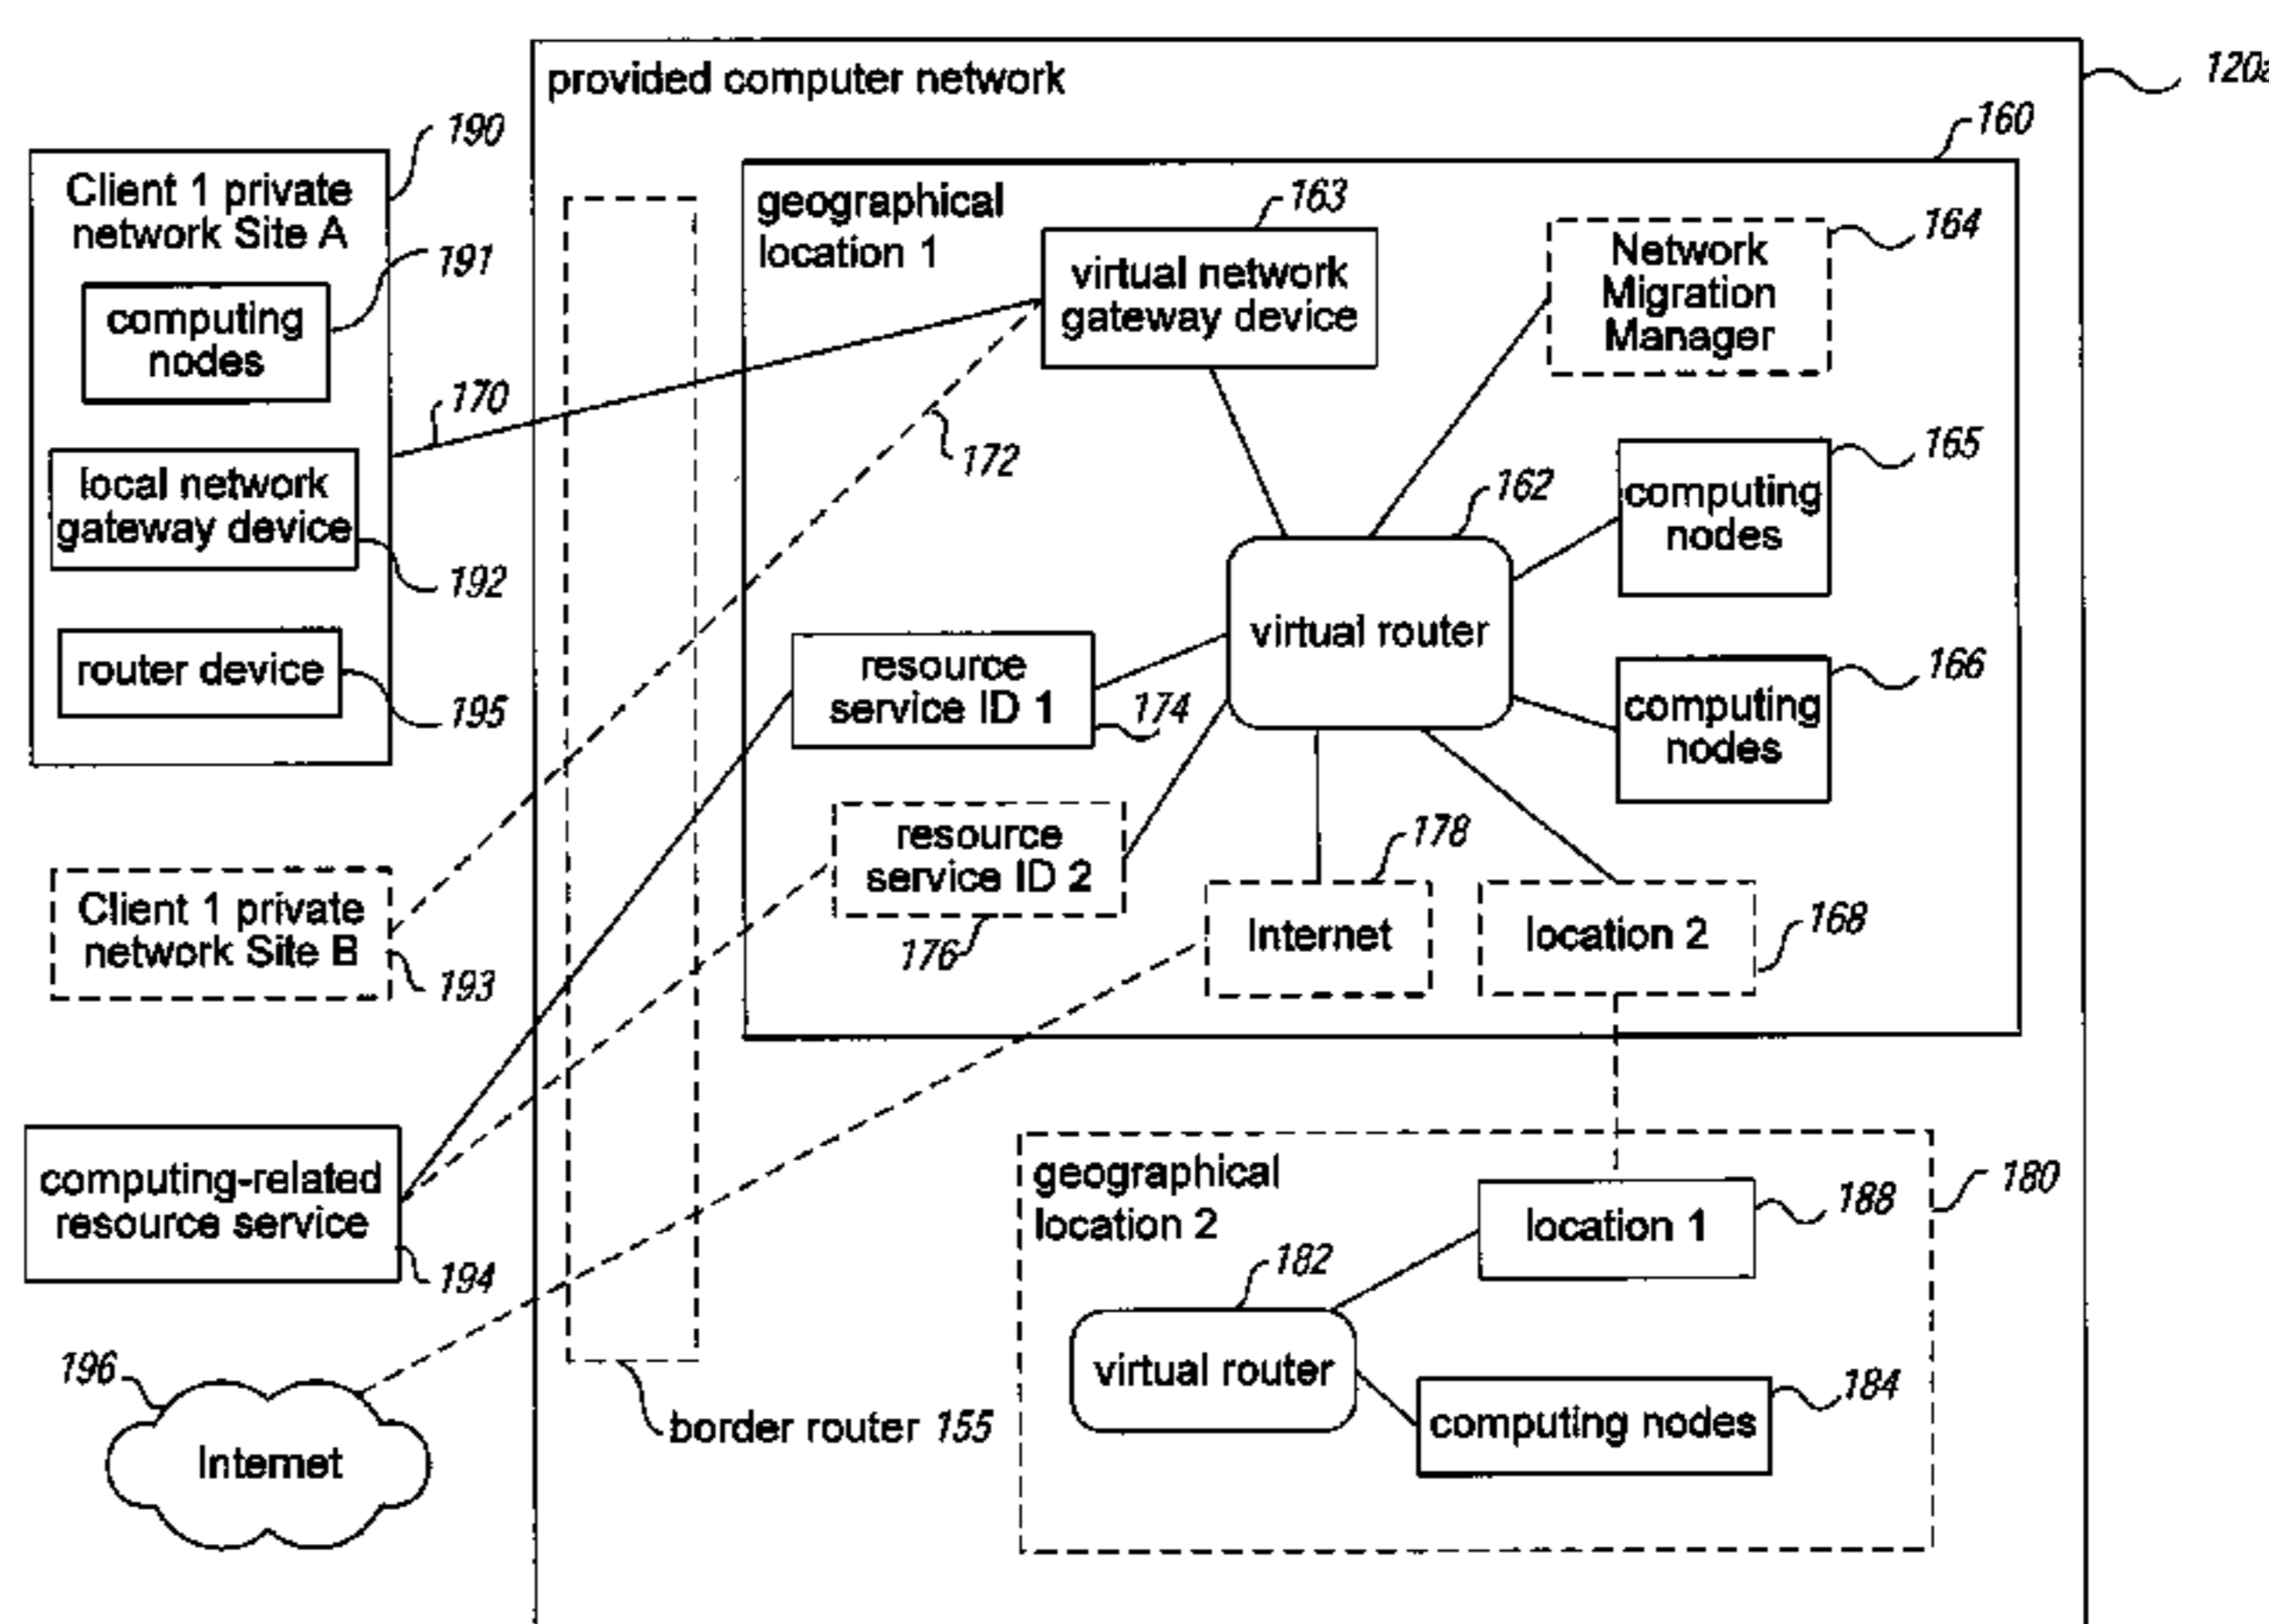 provided computer network
120a
190
Client 1 private
network Site A
191
computing
nodes
170
local network
gateway device
192
router device
195
Client 1 private
network Site B
193
computing-related
resource service
194
196
Internet
border router 155
160
geographical
location 1
163
virtual network
gateway device
164
Network
Migration
Manager
172
162
virtual router
165
computing
nodes
166
computing
nodes
resource
service ID 1
174
resource
service ID 2
176
178
Internet
location 2
168
180
geographical
location 2
182
virtual router
location 1
188
computing nodes
184